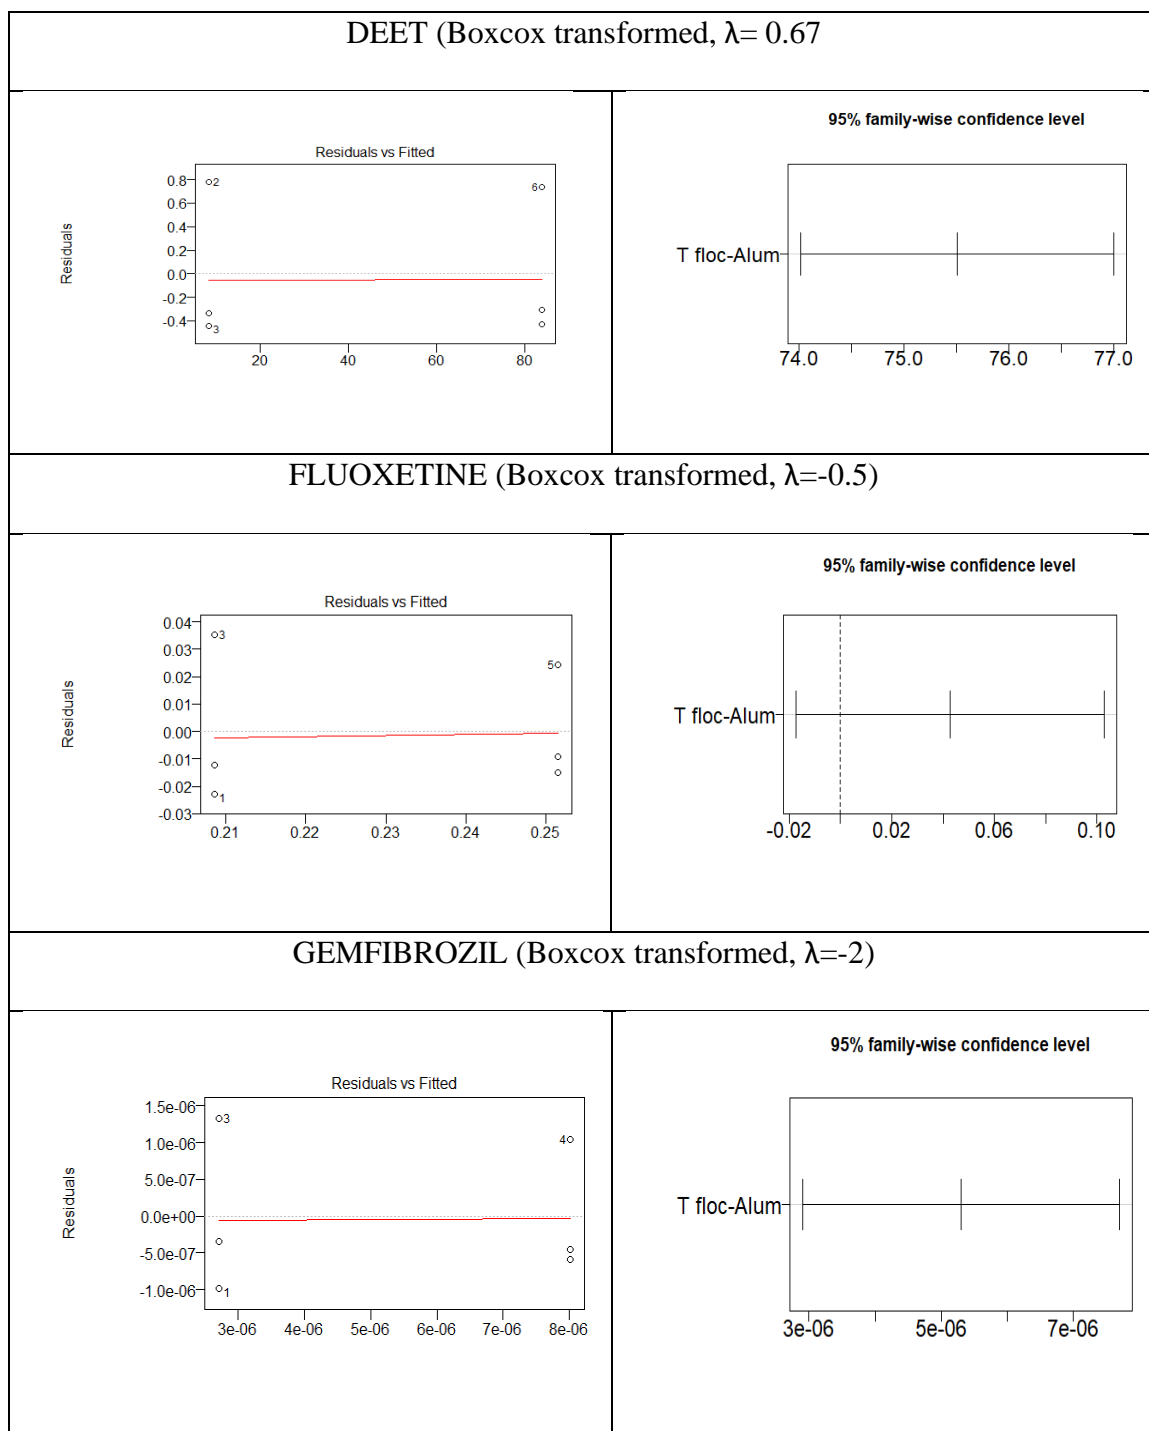 DEET (Boxcox transformed, λ= 0.67
95% family-wise confidence level
Residuals vs Fitted
Residuals
0.8
0.6
0.4
0.2
0.0
-0.2
-0.4
2
3
6
20 40 60 80
T floc-Alum
74.0 75.0 76.0 77.0
FLUOXETINE (Boxcox transformed, λ=-0.5)
95% family-wise confidence level
Residuals vs Fitted
Residuals
0.04
0.03
0.02
0.01
0.00
-0.01
-0.02
-0.03
3
1
5
0.21 0.22 0.23 0.24 0.25
T floc-Alum
-0.02 0.02 0.06 0.10
GEMFIBROZIL (Boxcox transformed, λ=-2)
95% family-wise confidence level
Residuals vs Fitted
Residuals
1.5e-06
1.0e-06
5.0e-07
0.0e+00
-5.0e-07
-1.0e-06
3
1
4
3e-06 4e-06 5e-06 6e-06 7e-06 8e-06
T floc-Alum
3e-06 5e-06 7e-06